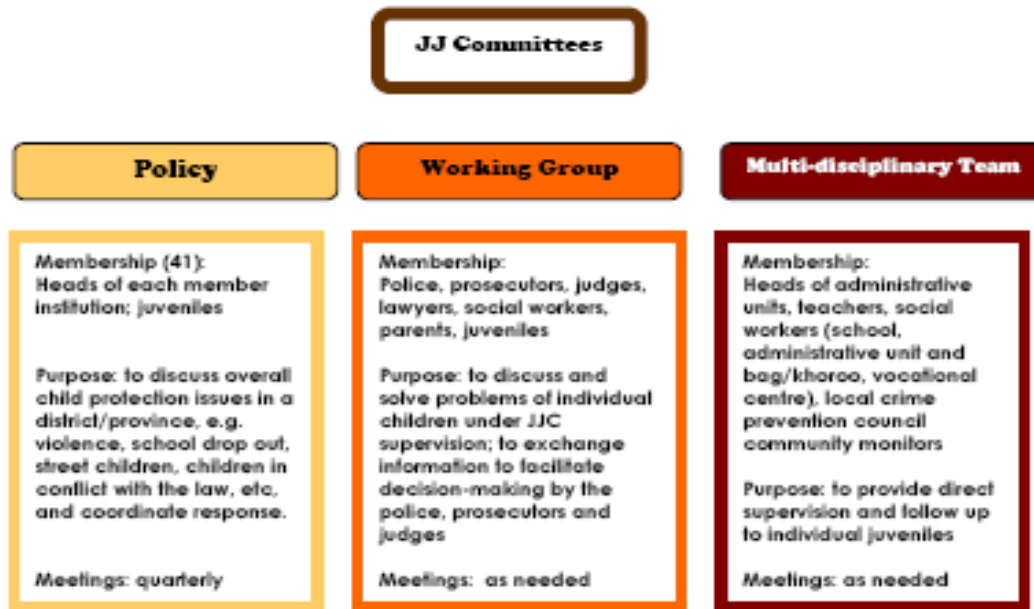 JJ Committees
Policy
Working Group
Multi-disciplinary Team
Membership (41):
Heads of each member
institution; juveniles
Purpose: to discuss overall
child protection issues in a
district/province, e.g.
violence, school drop out,
street children, children in
conflict with the law, etc,
and coordinate response.
Meetings: quarterly
Membership:
Police, prosecutors, judges,
lawyers, social workers,
parents, juveniles
Purpose: to discuss and
solve problems of individual
children under JJC
supervision; to exchange
information to facilitate
decision-making by the
police, prosecutors and
judges
Meetings: as needed
Membership:
Heads of administrative
units, teachers, social
workers (school,
administrative unit and
bag/khoroo, vocational
centre), local crime
prevention council
community monitors
Purpose: to provide direct
supervision and follow up
to individual juveniles
Meetings: as needed